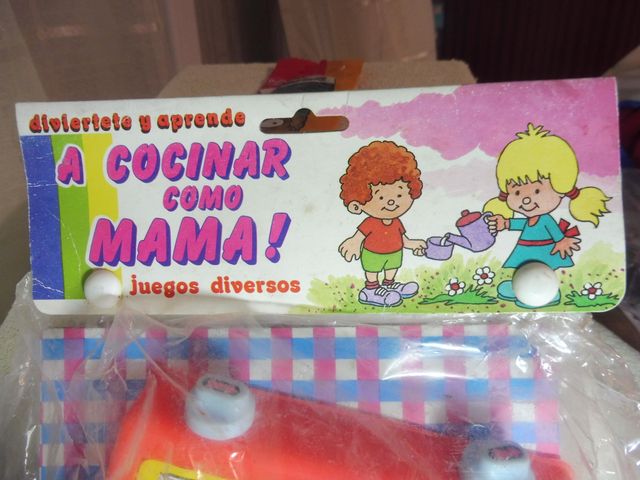 diviertete y aprende
A COCINAR
COMO
MAMA!
juegos diversos